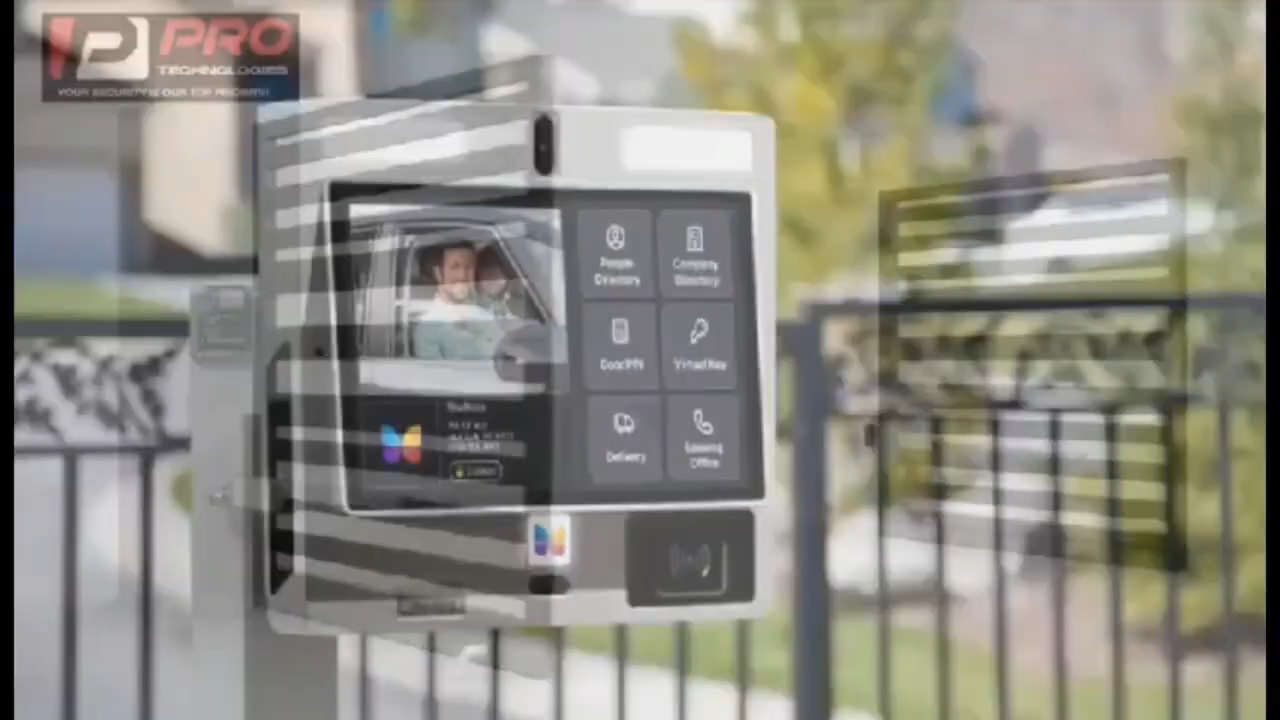 PRO
TECHNOLOGIES
YOUR SECURITY IS OUR TOP PRIORITY
People
Directory
Company
Directory
Door PIN
Virtual Key
Delivery
Leasing
Office